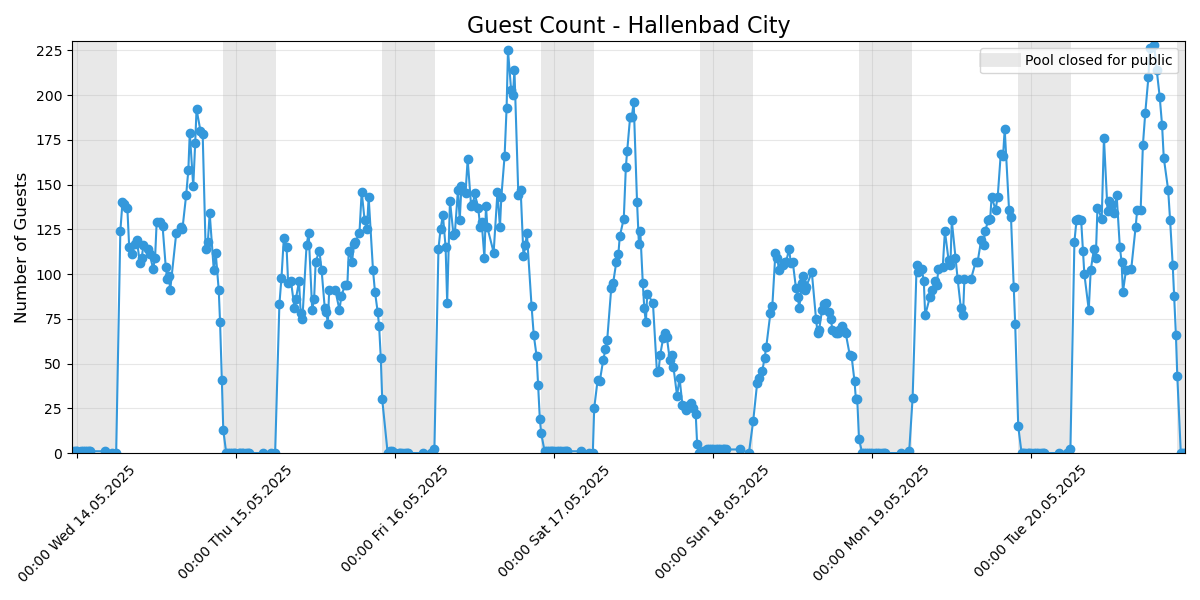 Guest Count - Hallenbad City
Pool closed for public
Number of Guests
225
200
175
150
125
100
75
50
25
0
00:00 Wed 14.05.2025
00:00 Thu 15.05.2025
00:00 Fri 16.05.2025
00:00 Sat 17.05.2025
00:00 Sun 18.05.2025
00:00 Mon 19.05.2025
00:00 Tue 20.05.2025